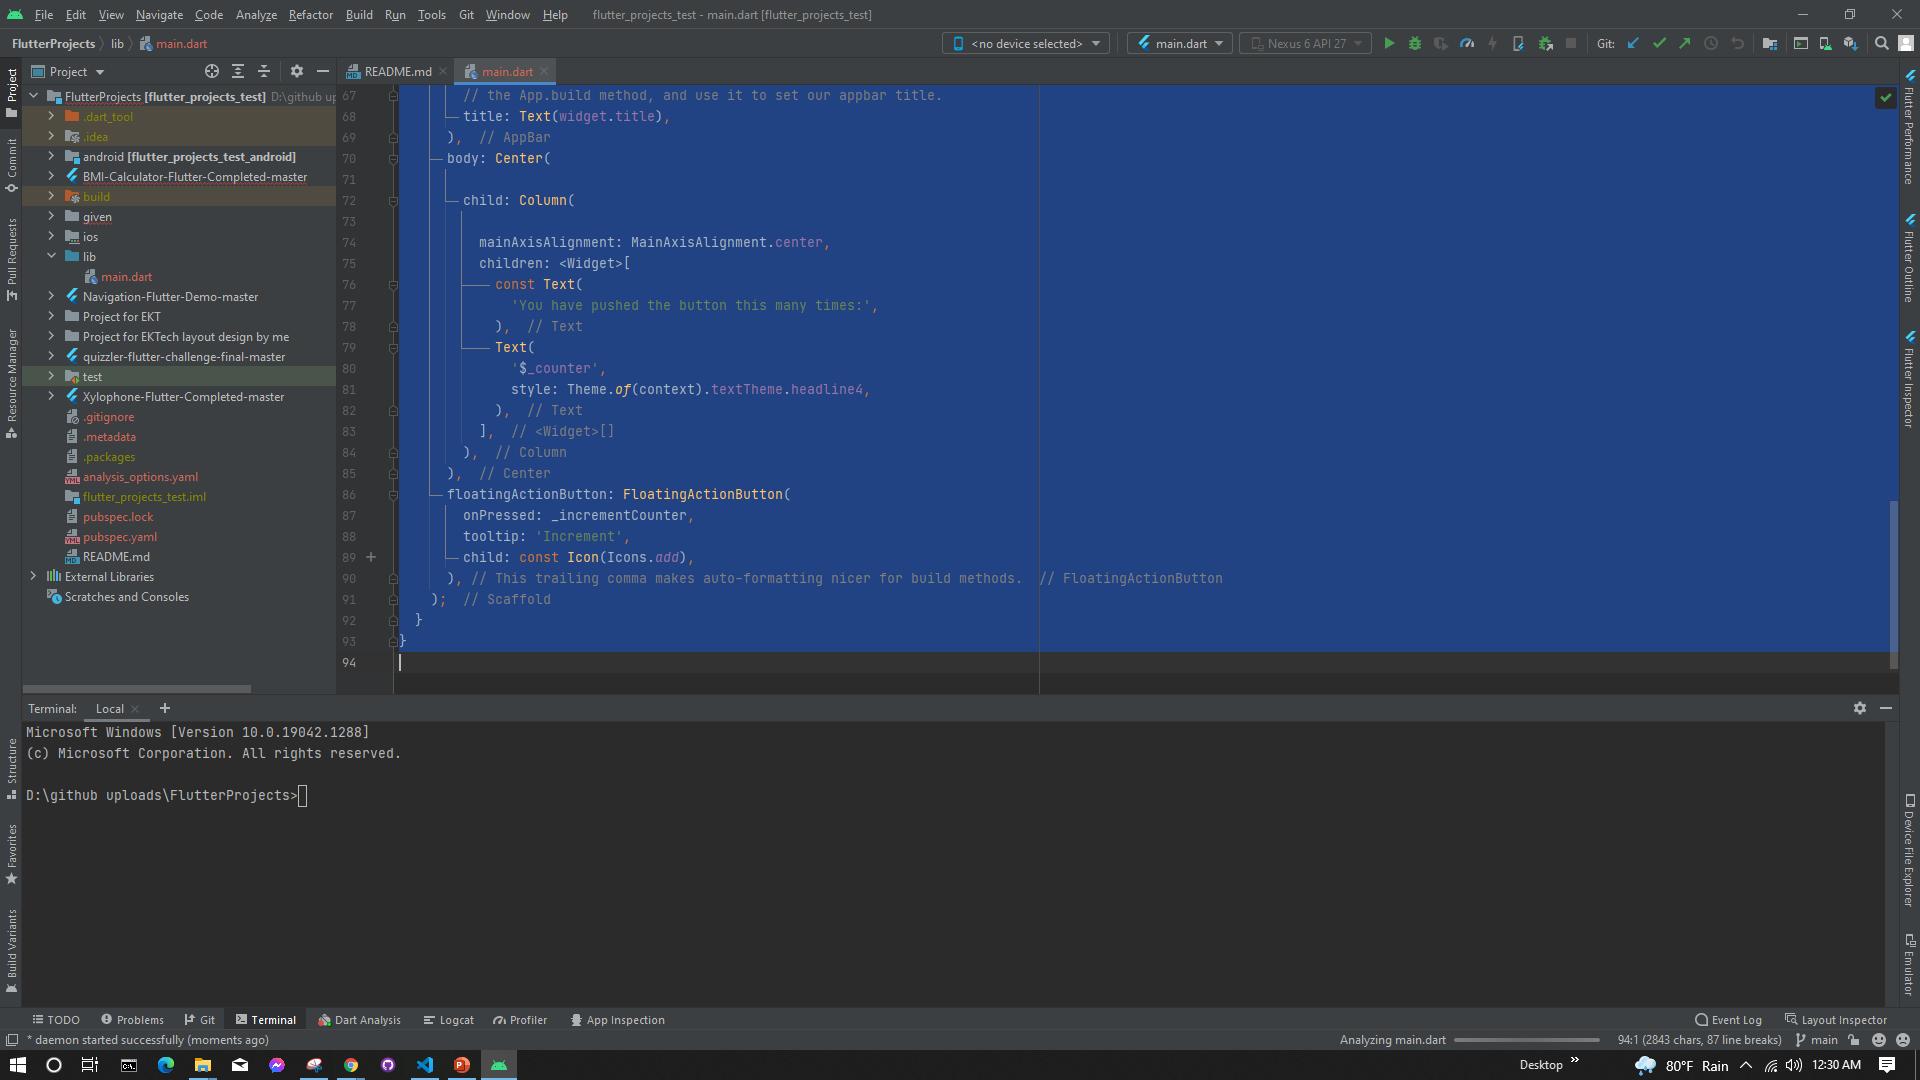 File Edit View Navigate Code Analyze Refactor Build Run Tools Git Window Help flutter_projects_test - main.dart [flutter_projects_test]
FlutterProjects lib main.dart <no device selected> main.dart Nexus 6 API 27 Git:
Project README.md main.dart
FlutterProjects [flutter_projects_test] D:\github up
.dart_tool
.idea
android [flutter_projects_test_android]
BMI-Calculator-Flutter-Completed-master
build
given
ios
lib
main.dart
Navigation-Flutter-Demo-master
Project for EKT
Project for EKTech layout design by me
quizzler-flutter-challenge-final-master
test
Xylophone-Flutter-Completed-master
.gitignore
.metadata
.packages
analysis_options.yaml
flutter_projects_test.iml
pubspec.lock
pubspec.yaml
README.md
External Libraries
Scratches and Consoles
67 // the App.build method, and use it to set our appbar title.
68 title: Text(widget.title),
69 ), // AppBar
70 body: Center(
71
72 child: Column(
73
74 mainAxisAlignment: MainAxisAlignment.center,
75 children: <Widget>[
76 const Text(
77 'You have pushed the button this many times:',
78 ), // Text
79 Text(
80 '$_counter',
81 style: Theme.of(context).textTheme.headline4,
82 ), // Text
83 ], // <Widget>[]
84 ), // Column
85 ), // Center
86 floatingActionButton: FloatingActionButton(
87 onPressed: _incrementCounter,
88 tooltip: 'Increment',
89 child: const Icon(Icons.add),
90 ), // This trailing comma makes auto-formatting nicer for build methods. // FloatingActionButton
91 ); // Scaffold
92 }
93 }
94
Project
Commit
Pull Requests
Resource Manager
Structure
Favorites
Build Variants
Flutter Performance
Flutter Outline
Flutter Inspector
Device File Explorer
Emulator
Terminal: Local
Microsoft Windows [Version 10.0.19042.1288]
(c) Microsoft Corporation. All rights reserved.
D:\github uploads\FlutterProjects>
TODO Problems Git Terminal Dart Analysis Logcat Profiler App Inspection Event Log Layout Inspector
* daemon started successfully (moments ago) Analyzing main.dart 94:1 (2843 chars, 87 line breaks) main
Desktop 80°F Rain 12:30 AM